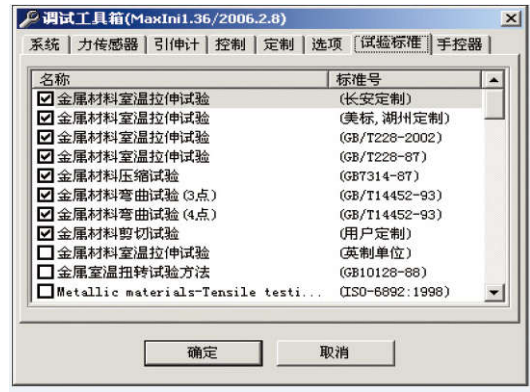 调试工具箱(MaxIni1.36/2006.2.8)
系统 力传感器 引伸计 控制 定制 选项 试验标准 手控器
名称 标准号
金属材料室温拉伸试验 (长安定制)
金属材料室温拉伸试验 (美标,湖州定制)
金属材料室温拉伸试验 (GB/T228-2002)
金属材料室温拉伸试验 (GB/T228-87)
金属材料压缩试验 (GB7314-87)
金属材料弯曲试验(3点) (GB/T14452-93)
金属材料弯曲试验(4点) (GB/T14452-93)
金属材料剪切试验 (用户定制)
金属材料室温拉伸试验 (英制单位)
金属室温扭转试验方法 (GB10128-88)
Metallic materials-Tensile testi... (ISO-6892:1998)
确定 取消